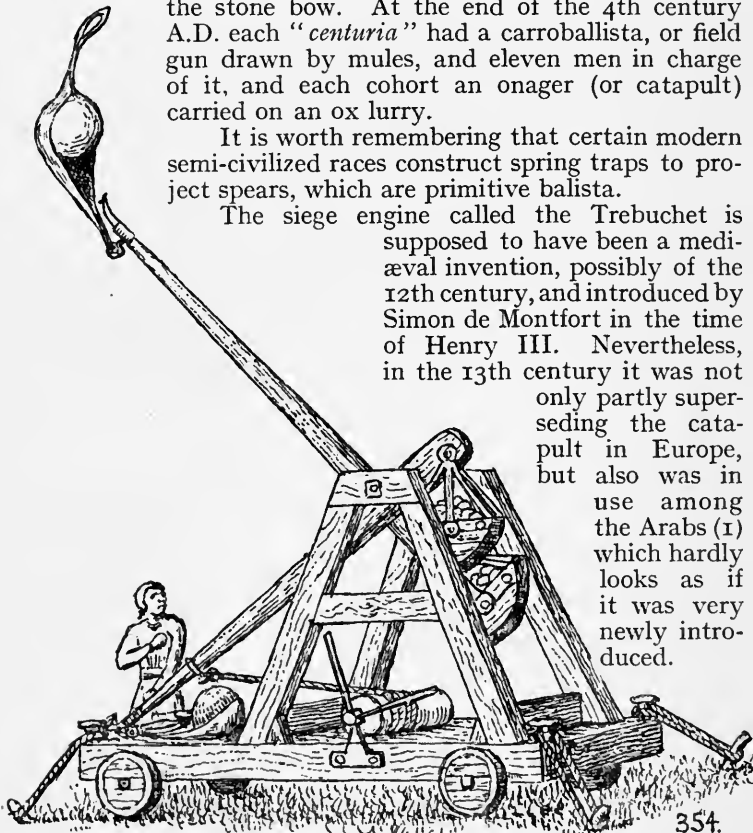 the stone bow. At the end of the 4th century
A.D. each "centuria" had a carroballista, or field
gun drawn by mules, and eleven men in charge
of it, and each cohort an onager (or catapult)
carried on an ox lurry.
It is worth remembering that certain modern
semi-civilized races construct spring traps to pro-
ject spears, which are primitive balista.
The siege engine called the Trebuchet is
supposed to have been a medi-
æval invention, possibly of the
12th century, and introduced by
Simon de Montfort in the time
of Henry III. Nevertheless,
in the 13th century it was not
only partly super-
seding the cata-
pult in Europe,
but also was in
use among
the Arabs (1)
which hardly
looks as if
it was very
newly intro-
duced.
354.